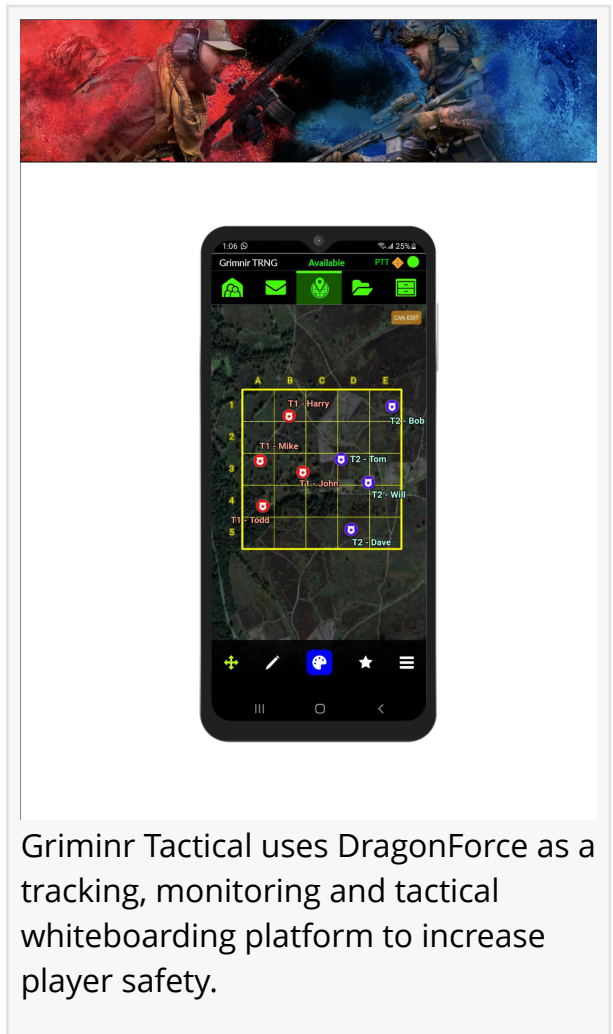 1:06 25%
Grimnir TRNG Available PTT
CAN EDIT
A B C D E
1
T1 - Harry
T2 - Bob
2
T1 - Mike
3
T2 - Tom
T1 - John
T2 - Will
4
T1 - Todd
5
T2 - Dave
Griminr Tactical uses DragonForce as a
tracking, monitoring and tactical
whiteboarding platform to increase
player safety.